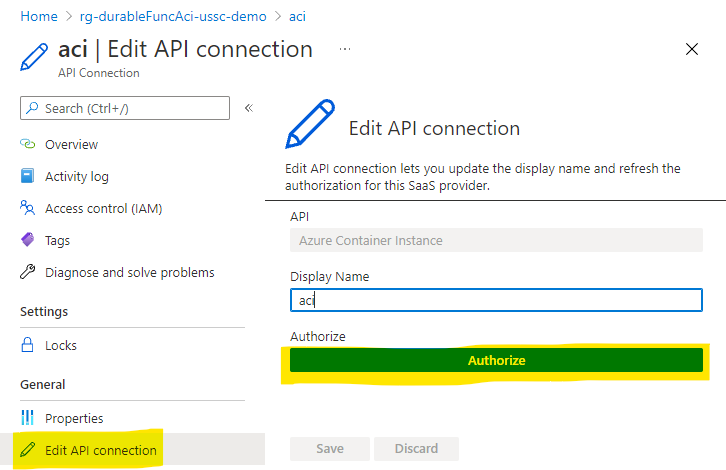 Home > rg-durableFuncAci-ussc-demo > aci
aci | Edit API connection ...
API Connection
Search (Ctrl+/) «
Overview
Activity log
Access control (IAM)
Tags
Diagnose and solve problems
Settings
Locks
General
Properties
Edit API connection
Edit API connection
Edit API connection lets you update the display name and refresh the
authorization for this SaaS provider.
API
Azure Container Instance
Display Name
aci
Authorize
Authorize
Save Discard